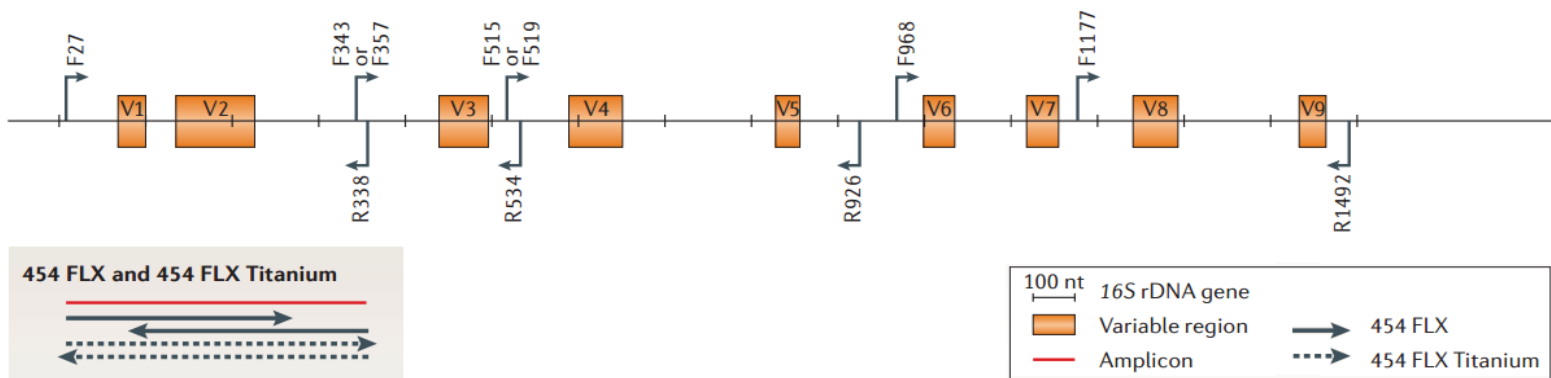 F27
F343
or
F357
F515
or
F519
F968
F1177
V1
V2
V3
V4
V5
V6
V7
V8
V9
R338
R534
R926
R1492
454 FLX and 454 FLX Titanium
100 nt
16S rDNA gene
Variable region
454 FLX
Amplicon
454 FLX Titanium